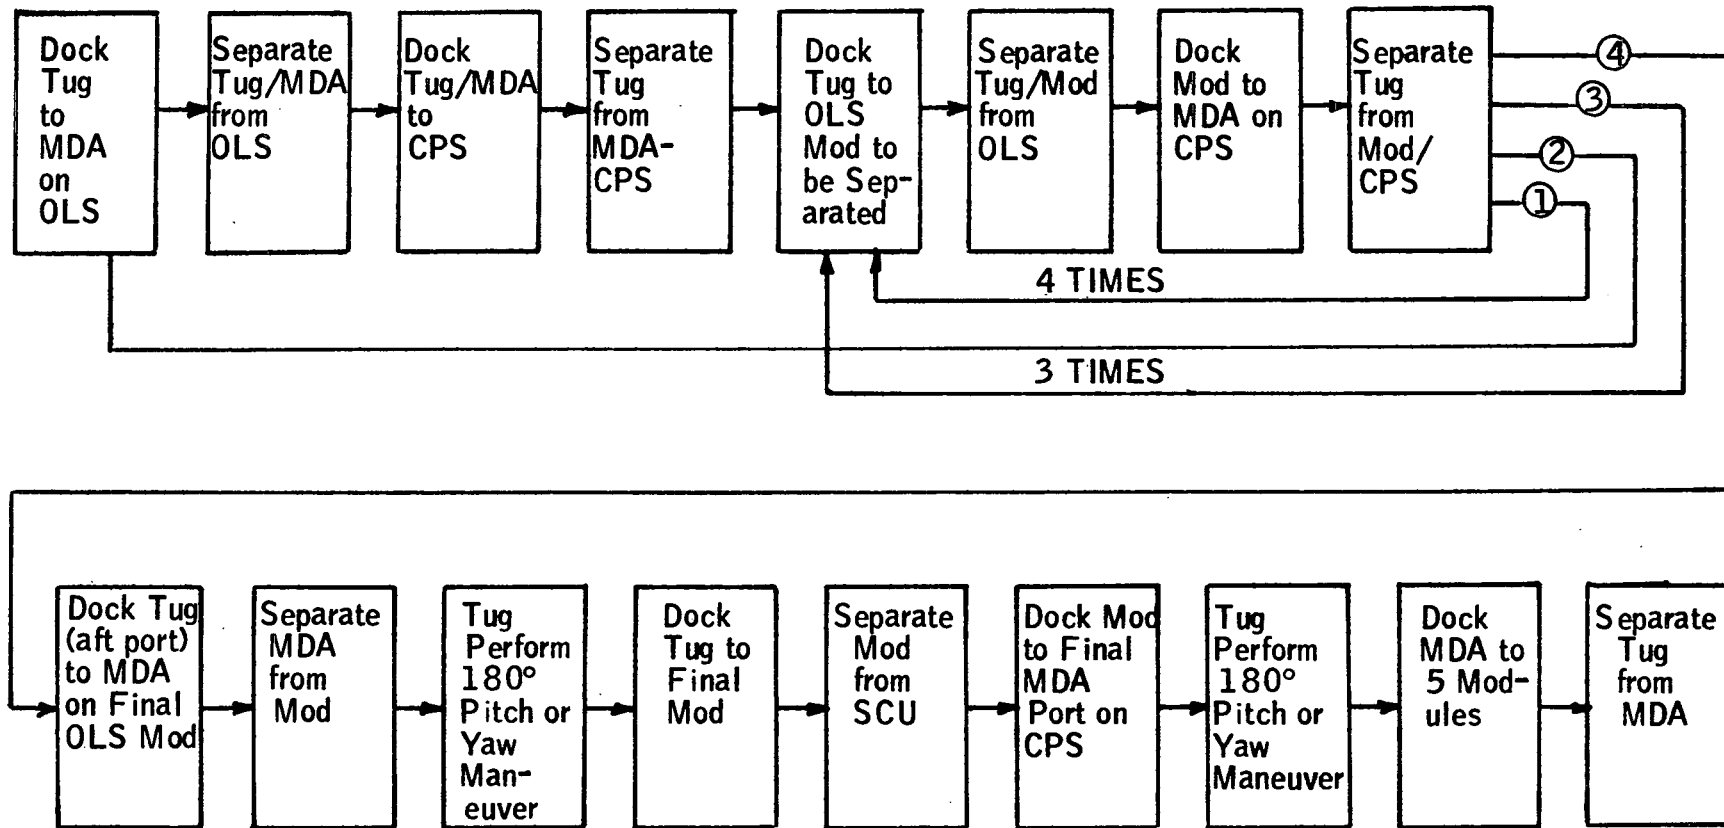 Dock
Tug
to
MDA
on
OLS
Separate
Tug/MDA
from
OLS
Dock
Tug/MDA
to
CPS
Separate
Tug
from
MDA-
CPS
Dock
Tug to
OLS
Mod to
be Sep-
arated
Separate
Tug/Mod
from
OLS
Dock
Mod to
MDA on
CPS
Separate
Tug
from
Mod/
CPS
4
3
2
1
4 TIMES
3 TIMES
Dock Tug
(aft port)
to MDA
on Final
OLS Mod
Separate
MDA
from
Mod
Tug
Perform
180°
Pitch or
Yaw
Man-
euver
Dock
Tug to
Final
Mod
Separate
Mod
from
SCU
Dock Mod
to Final
MDA
Port on
CPS
Tug
Perform
180°
Pitch or
Yaw
Maneuver
Dock
MDA to
5 Mod-
ules
Separate
Tug
from
MDA